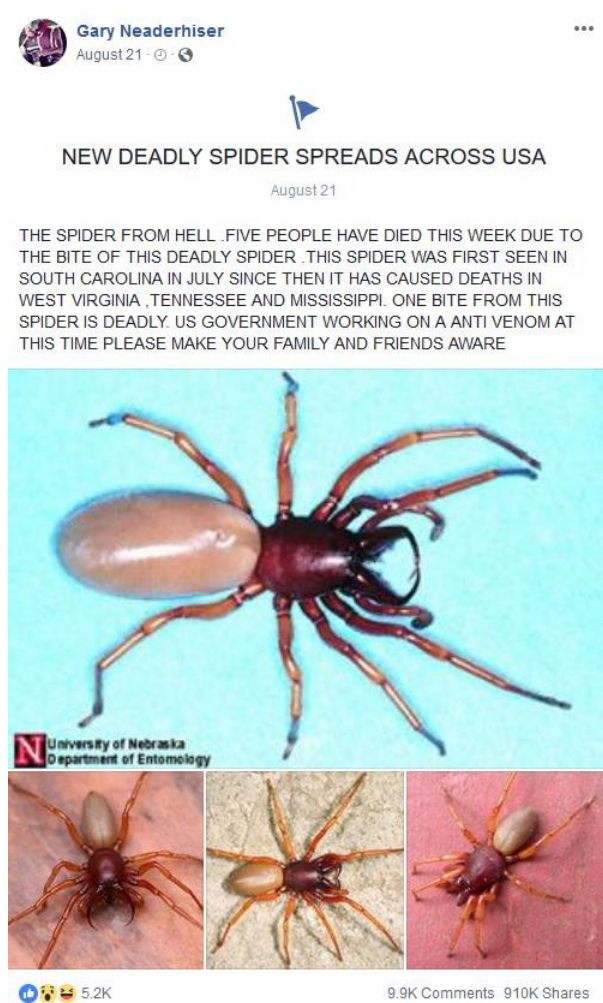 Gary Neaderhiser
August 21
NEW DEADLY SPIDER SPREADS ACROSS USA
August 21
THE SPIDER FROM HELL .FIVE PEOPLE HAVE DIED THIS WEEK DUE TO
THE BITE OF THIS DEADLY SPIDER .THIS SPIDER WAS FIRST SEEN IN
SOUTH CAROLINA IN JULY SINCE THEN IT HAS CAUSED DEATHS IN
WEST VIRGINIA ,TENNESSEE AND MISSISSIPPI. ONE BITE FROM THIS
SPIDER IS DEADLY. US GOVERNMENT WORKING ON A ANTI VENOM AT
THIS TIME PLEASE MAKE YOUR FAMILY AND FRIENDS AWARE
N University of Nebraska
Department of Entomology
5.2K 9.9K Comments 910K Shares